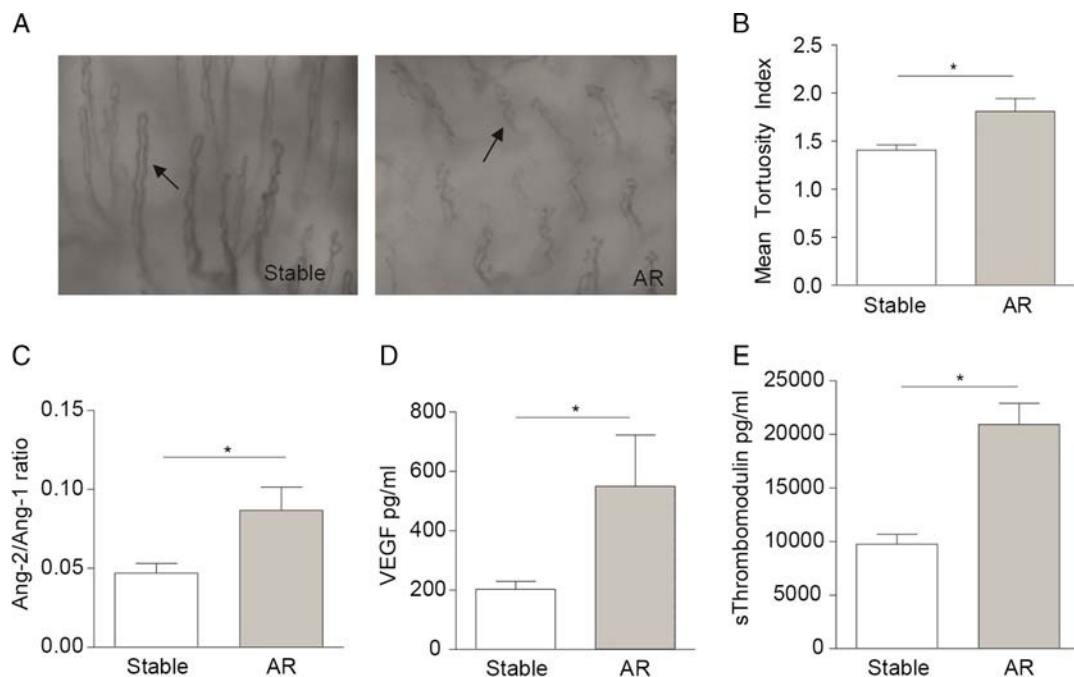 A
Stable
AR
B
Mean Tortuosity Index
2.5
2.0
1.5
1.0
0.5
0.0
*
Stable AR
C
Ang-2/Ang-1 ratio
0.15
0.10
0.05
0.00
*
Stable AR
D
VEGF pg/ml
800
600
400
200
0
*
Stable AR
E
sThrombomodulin pg/ml
25000
20000
15000
10000
5000
0
*
Stable AR